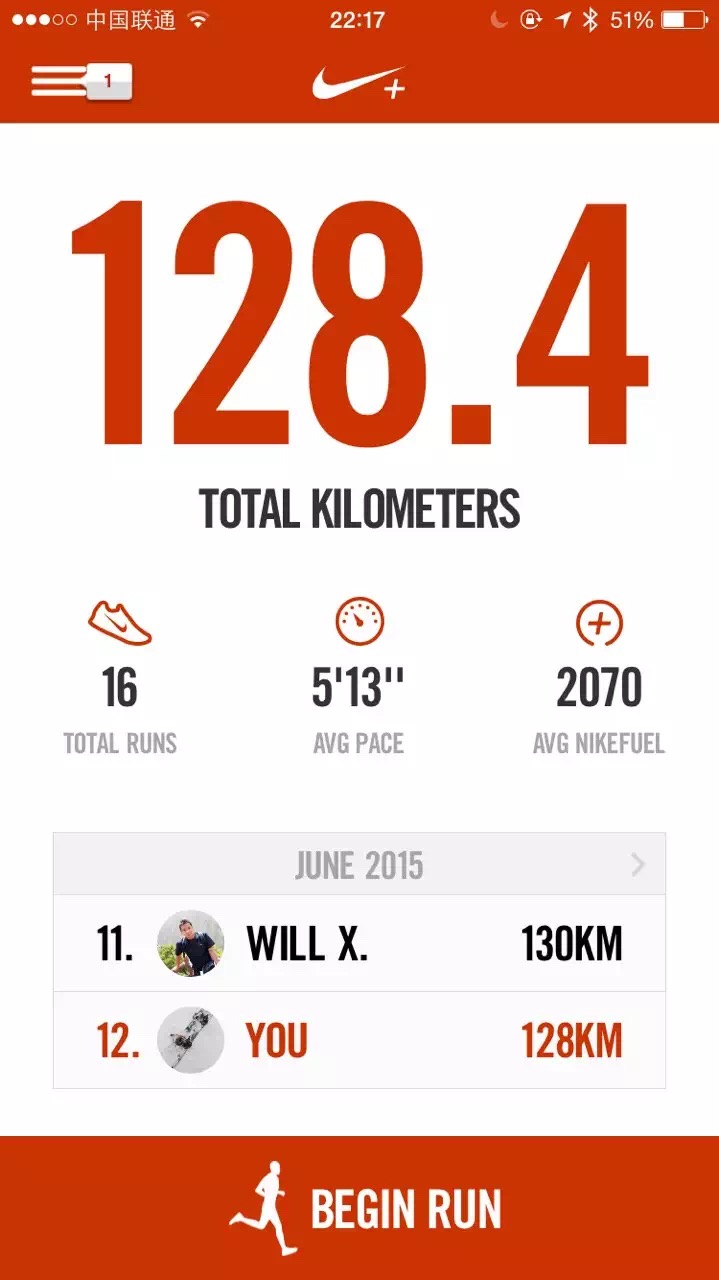 中国联通 22:17 51%
1
128.4
TOTAL KILOMETERS
16 5'13'' 2070
TOTAL RUNS AVG PACE AVG NIKEFUEL
JUNE 2015
11. WILL X. 130KM
12. YOU 128KM
BEGIN RUN